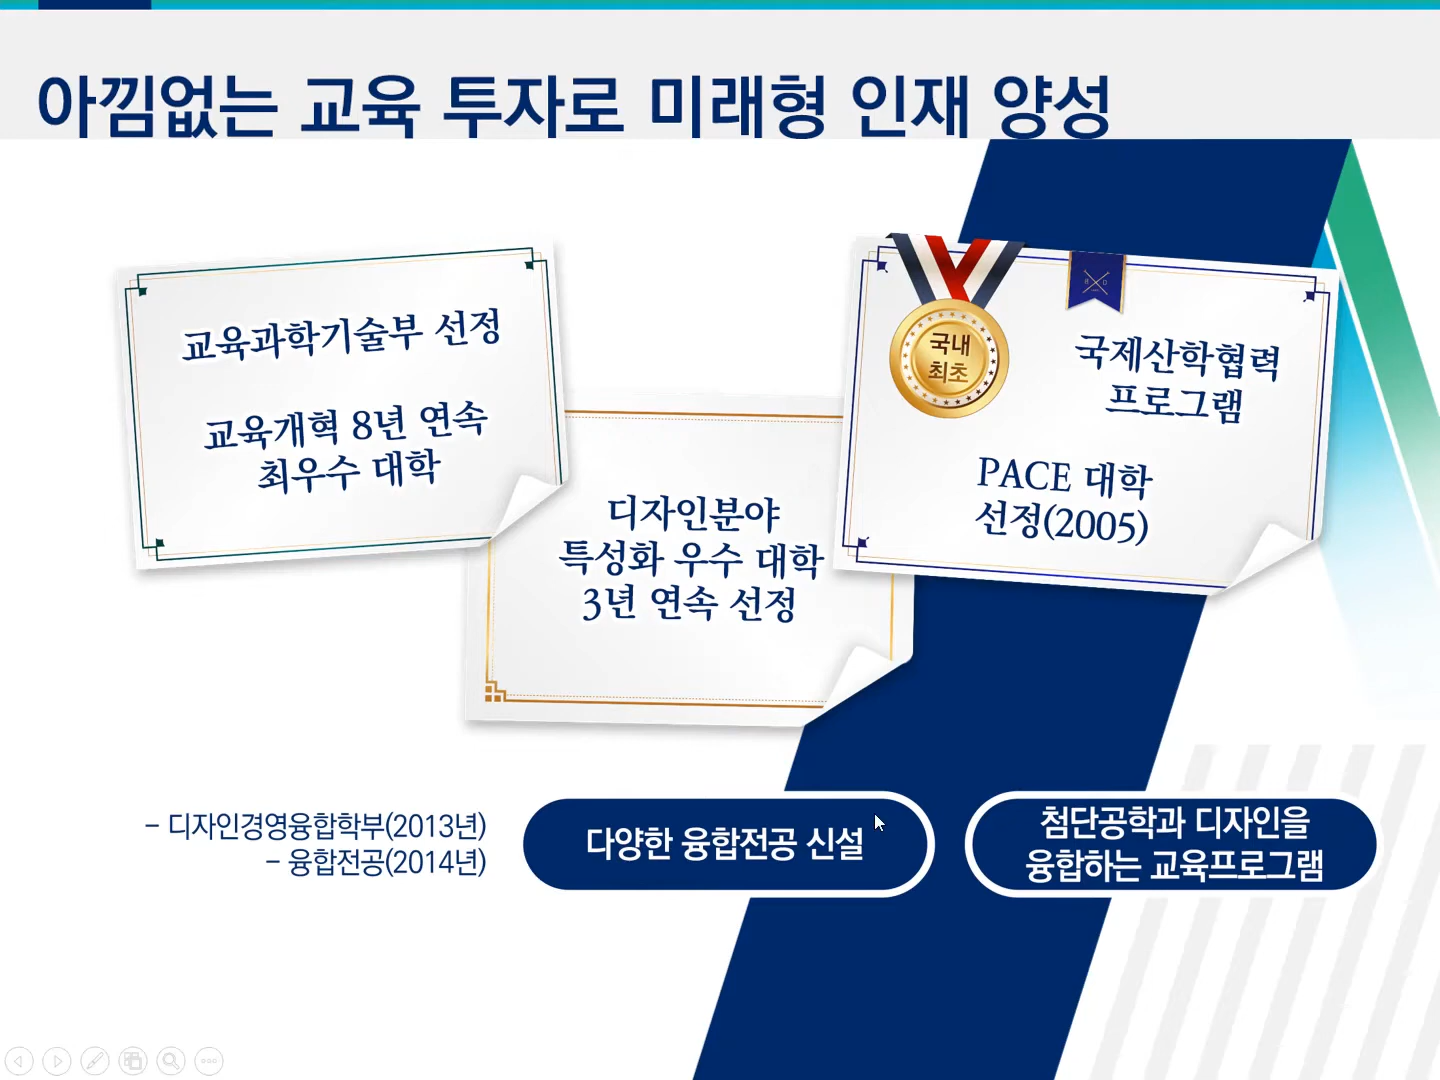 아낌없는 교육 투자로 미래형 인재 양성
교육과학기술부 선정
교육개혁 8년 연속
최우수 대학
디자인분야
특성화 우수 대학
3년 연속 선정
국내
최초
국제산학협력
프로그램
PACE 대학
선정(2005)
- 디자인경영융합학부(2013년)
- 융합전공(2014년)
다양한 융합전공 신설
첨단공학과 디자인을
융합하는 교육프로그램